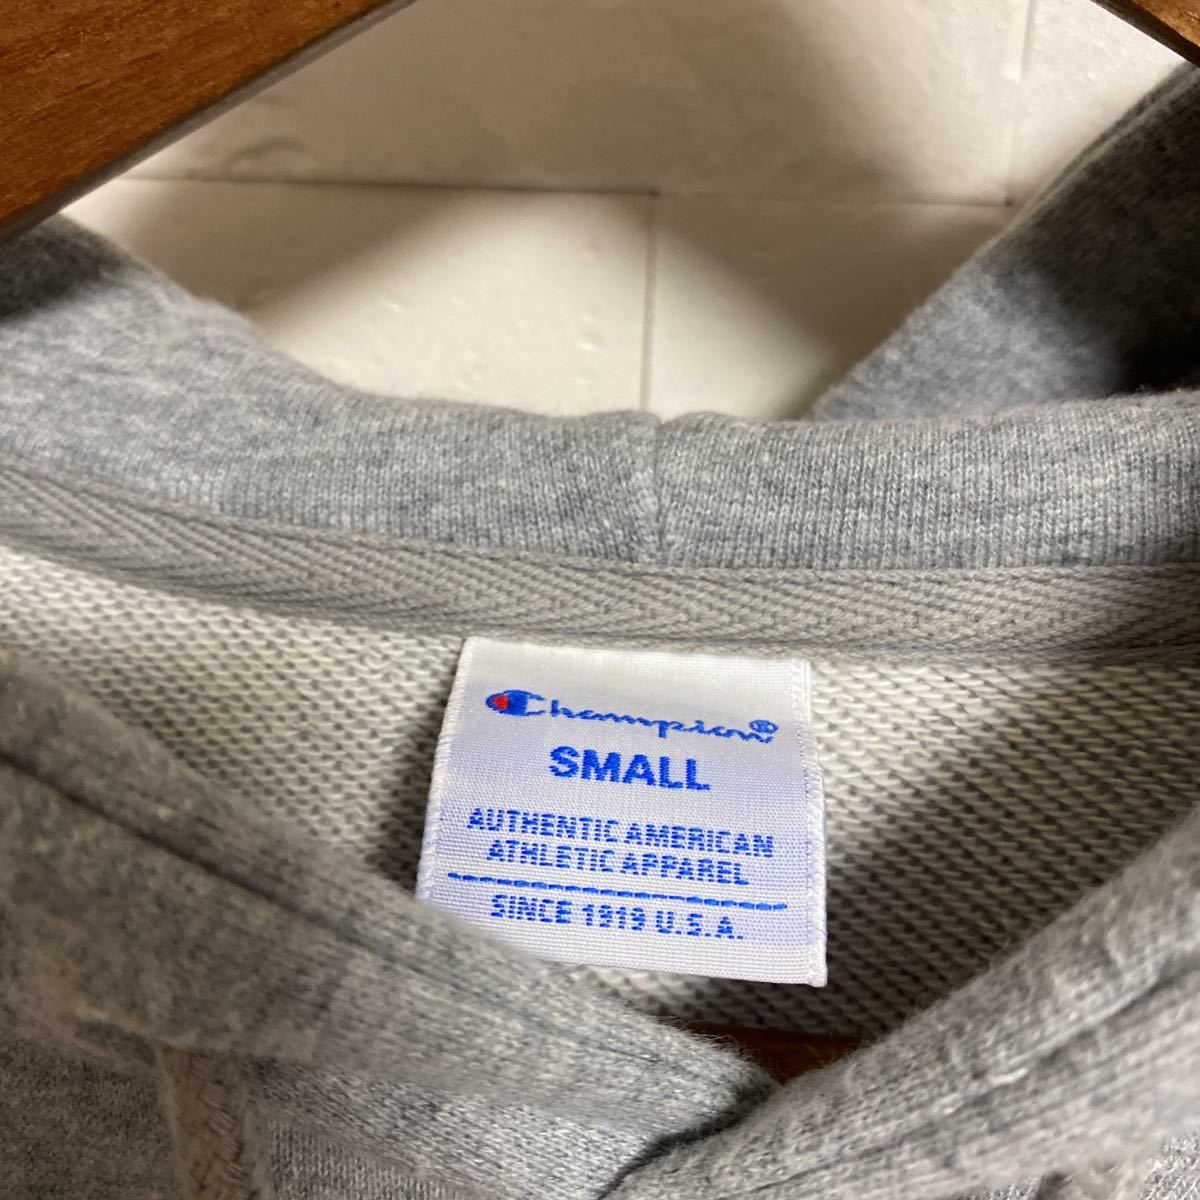 Champion®
SMALL
AUTHENTIC AMERICAN
ATHLETIC APPAREL
SINCE 1919 U.S.A.